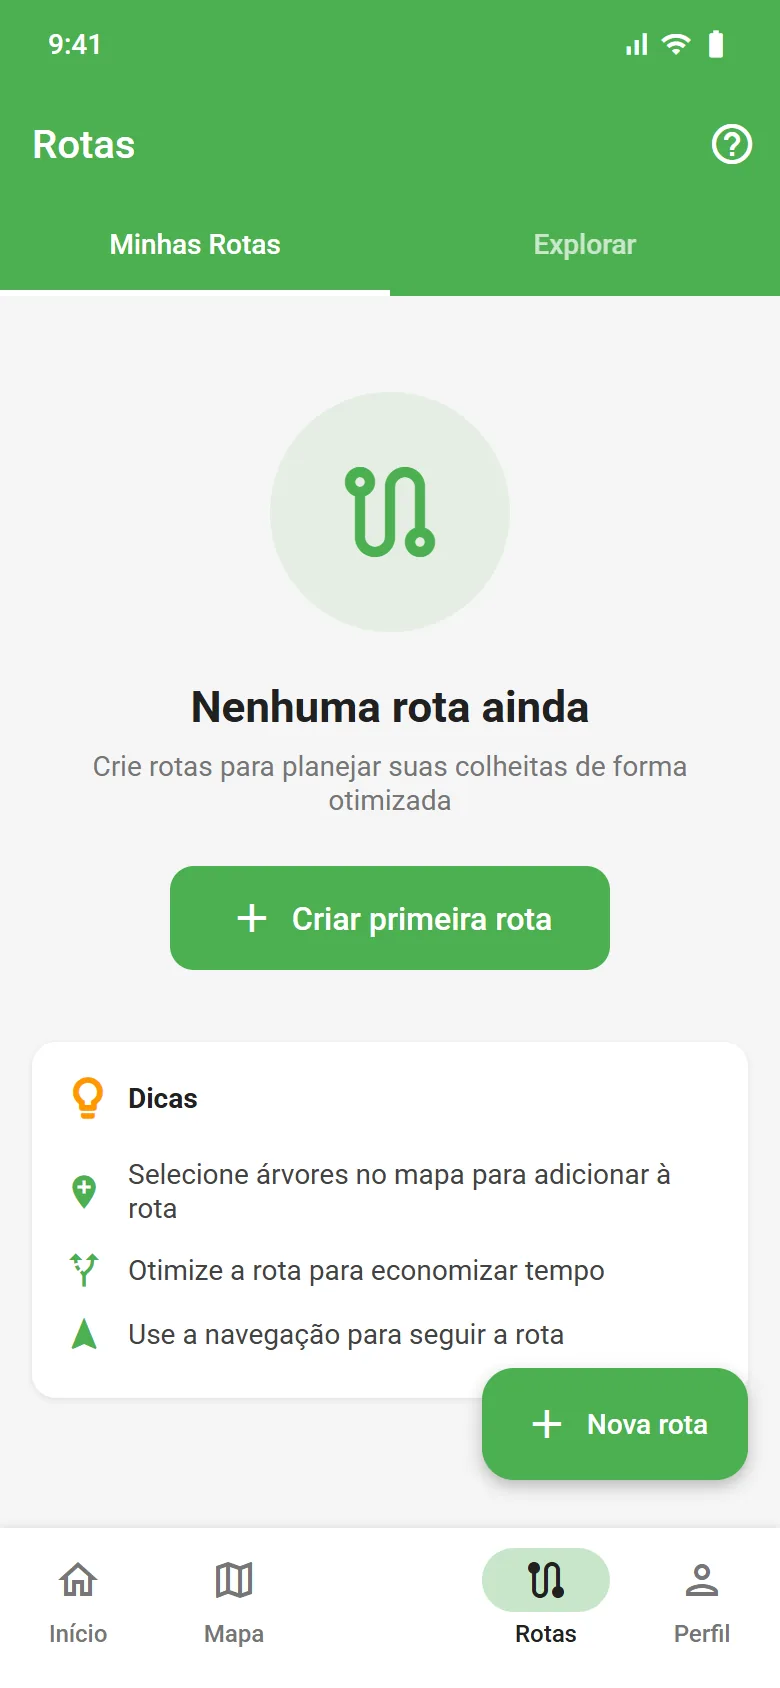 9:41
Rotas
Minhas Rotas
Explorar
Nenhuma rota ainda
Crie rotas para planejar suas colheitas de forma
otimizada
Criar primeira rota
Dicas
Selecione árvores no mapa para adicionar à
rota
Otimize a rota para economizar tempo
Use a navegação para seguir a rota
Nova rota
Início
Mapa
Rotas
Perfil